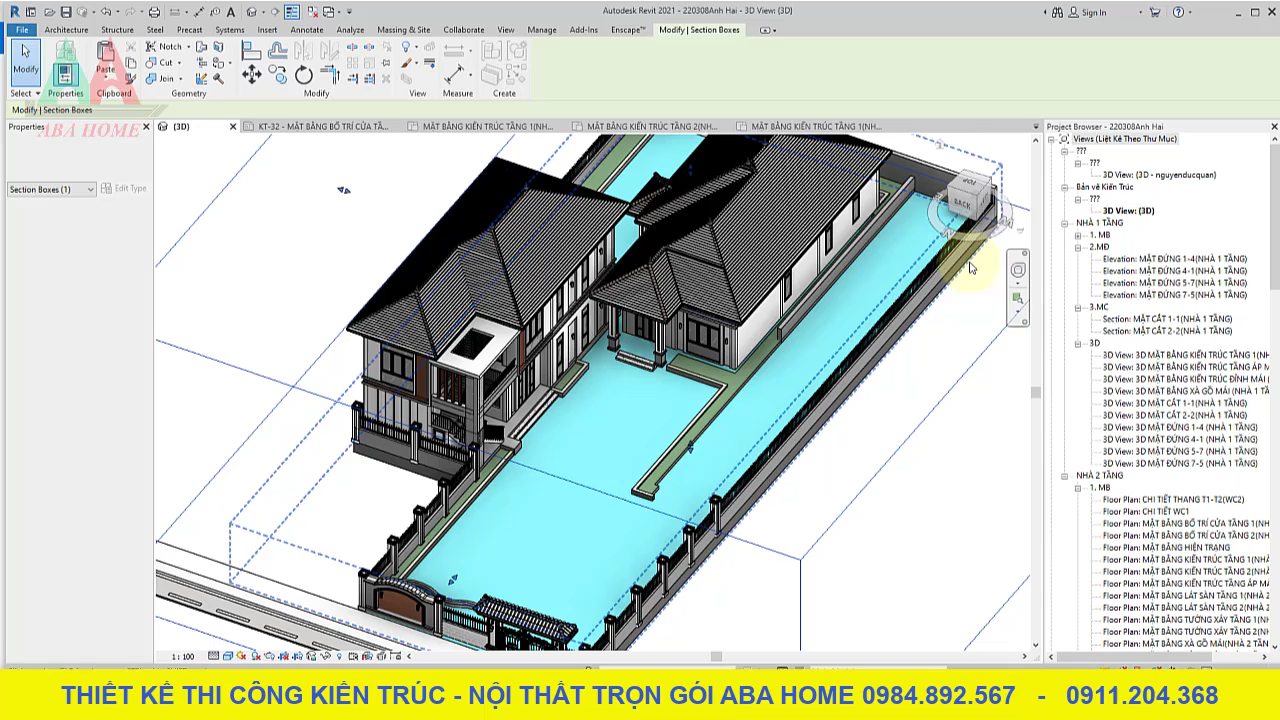 Autodesk Revit 2021 - 220308Anh Hai - 3D View: {3D}
Sign In
File Architecture Structure Steel Precast Systems Insert Annotate Analyze Massing & Site Collaborate View Manage Add-Ins Enscape™ Modify | Section Boxes
Modify
Paste
Notch
Cut
Join
Select Properties Clipboard Geometry Modify View Measure Create
Modify | Section Boxes
ABA HOME
Properties
{3D}
KT-32 - MẶT BẰNG BỐ TRÍ CỬA TẦ...
MẶT BẰNG KIẾN TRÚC TẦNG 1(NH...
MẶT BẰNG KIẾN TRÚC TẦNG 2(NH...
MẶT BẰNG KIẾN TRÚC TẦNG 1(NH...
Section Boxes (1)
Edit Type
TOP
BACK
Project Browser - 220308Anh Hai
Views (Liệt Kê Theo Thư Mục)
???
???
3D View: {3D - nguyenducquan}
Bản vẽ Kiến Trúc
???
3D View: {3D}
NHÀ 1 TẦNG
1. MB
2.MĐ
Elevation: MẶT ĐỨNG 1-4(NHÀ 1 TẦNG)
Elevation: MẶT ĐỨNG 4-1(NHÀ 1 TẦNG)
Elevation: MẶT ĐỨNG 5-7(NHÀ 1 TẦNG)
Elevation: MẶT ĐỨNG 7-5(NHÀ 1 TẦNG)
3.MC
Section: MẶT CẮT 1-1(NHÀ 1 TẦNG)
Section: MẶT CẮT 2-2(NHÀ 1 TẦNG)
3D
3D View: 3D MẶT BẰNG KIẾN TRÚC TẦNG 1(NH
3D View: 3D MẶT BẰNG KIẾN TRÚC TẦNG ÁP M
3D View: 3D MẶT BẰNG KIẾN TRÚC ĐỈNH MÁI (
3D View: 3D MẶT BẰNG XÀ GỒ MÁI (NHÀ 1 T
3D View: 3D MẶT CẮT 1-1(NHÀ 1 TẦNG)
3D View: 3D MẶT CẮT 2-2(NHÀ 1 TẦNG)
3D View: 3D MẶT ĐỨNG 1-4 (NHÀ 1 TẦNG)
3D View: 3D MẶT ĐỨNG 4-1 (NHÀ 1 TẦNG)
3D View: 3D MẶT ĐỨNG 5-7 (NHÀ 1 TẦNG)
3D View: 3D MẶT ĐỨNG 7-5 (NHÀ 1 TẦNG)
NHÀ 2 TẦNG
1. MB
Floor Plan: CHI TIẾT THANG T1-T2(WC2)
Floor Plan: CHI TIẾT WC1
Floor Plan: MẶT BẰNG BỐ TRÍ CỬA TẦNG 1(NH
Floor Plan: MẶT BẰNG BỐ TRÍ CỬA TẦNG 2(NH
Floor Plan: MẶT BẰNG HIỆN TRẠNG
Floor Plan: MẶT BẰNG KIẾN TRÚC TẦNG 1(NH
Floor Plan: MẶT BẰNG KIẾN TRÚC TẦNG 2(NH
Floor Plan: MẶT BẰNG KIẾN TRÚC TẦNG ÁP M
Floor Plan: MẶT BẰNG LÁT SÀN TẦNG 1(NHÀ
Floor Plan: MẶT BẰNG LÁT SÀN TẦNG 2(NHÀ
Floor Plan: MẶT BẰNG TƯỜNG XÂY TẦNG 1(N
Floor Plan: MẶT BẰNG TƯỜNG XÂY TẦNG 2(N
Floor Plan: MẶT BẰNG XÀ GỒ MÁI(NHÀ 2 TẦN
1 : 100
THIẾT KẾ THI CÔNG KIẾN TRÚC - NỘI THẤT TRỌN GÓI ABA HOME 0984.892.567 - 0911.204.368